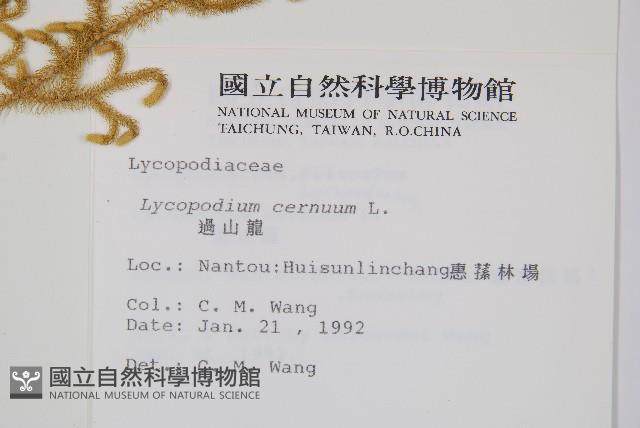 國立自然科學博物館
NATIONAL MUSEUM OF NATURAL SCIENCE
TAICHUNG, TAIWAN, R.O.CHINA
Lycopodiaceae
Lycopodium cernuum L.
過山龍
Loc.: Nantou:Huisunlinchang惠蓀林場
Col.: C. M. Wang
Date: Jan. 21 , 1992
Det.: C. M. Wang
國立自然科學博物館
NATIONAL MUSEUM OF NATURAL SCIENCE